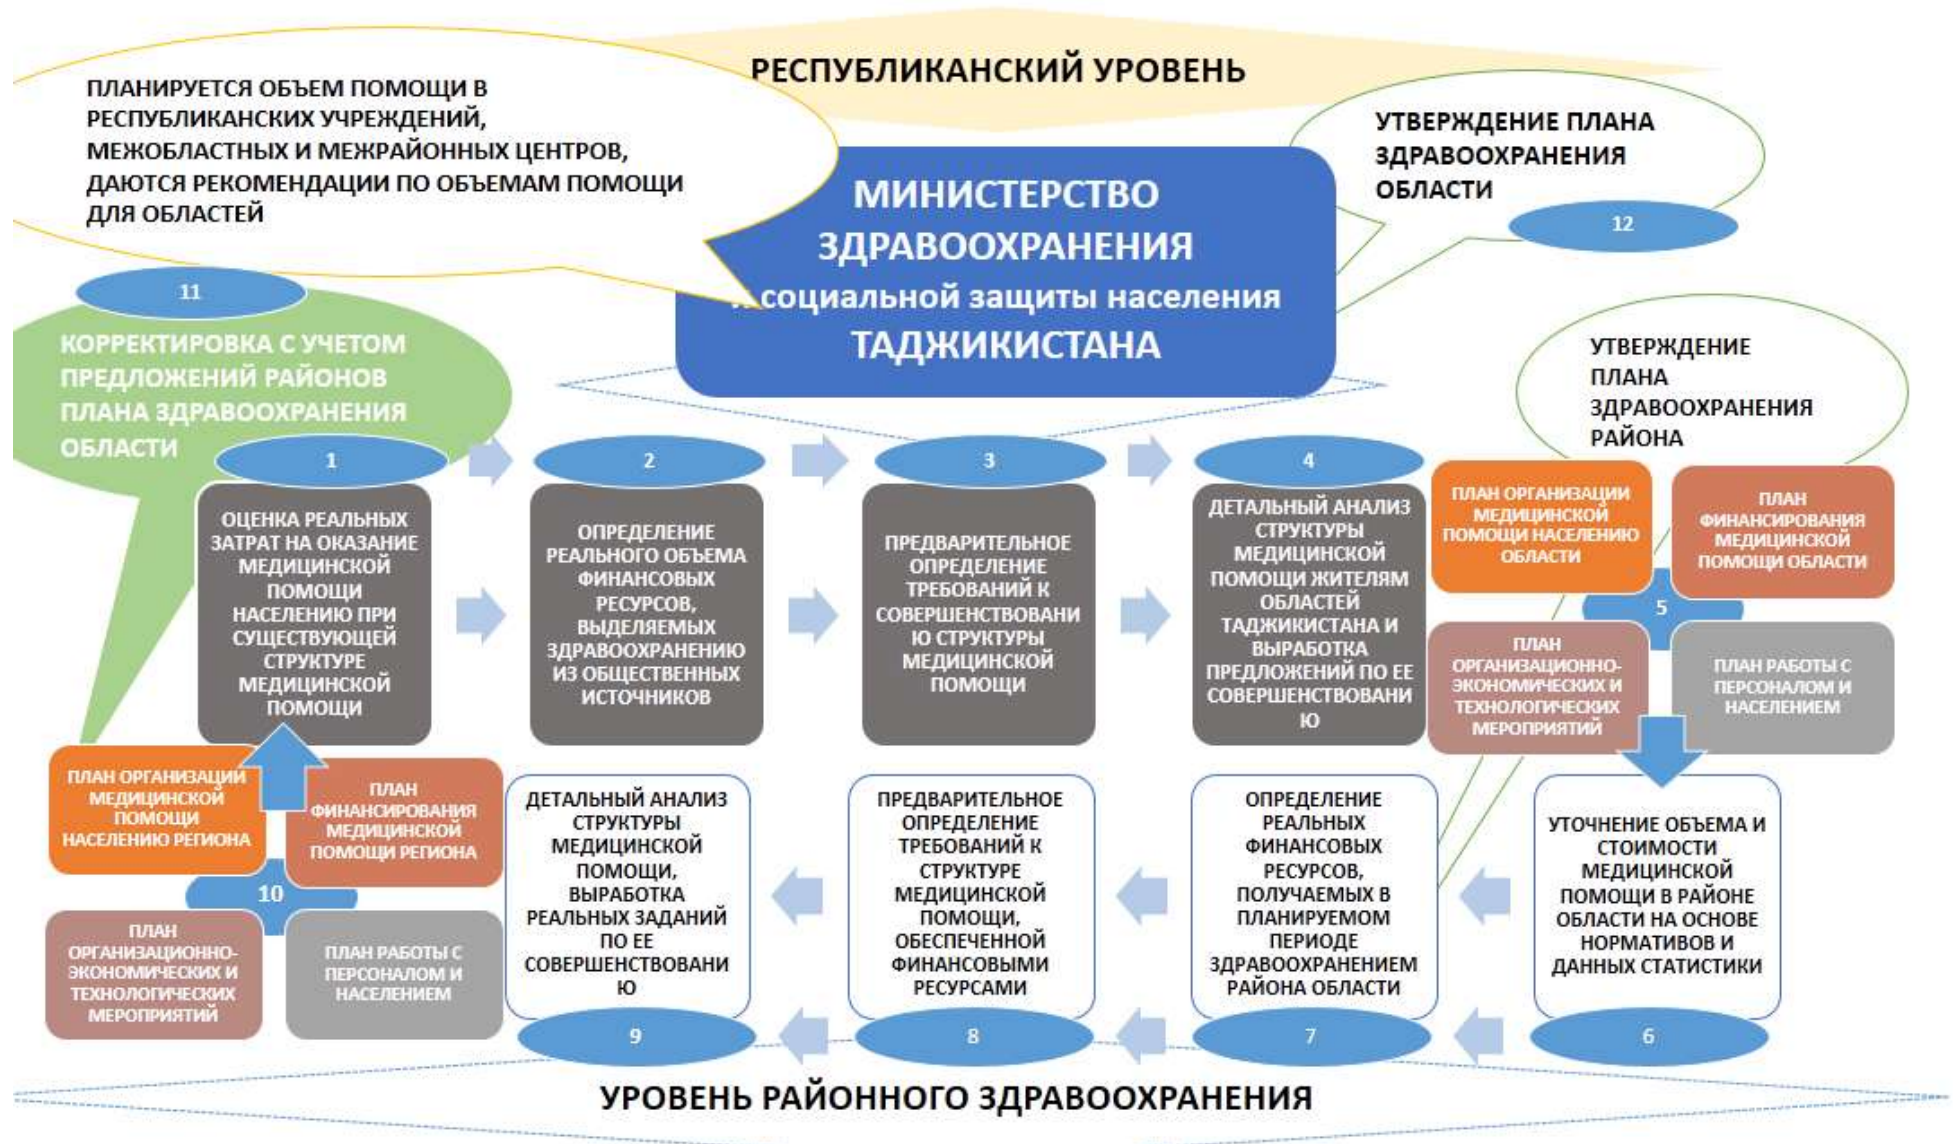 РЕСПУБЛИКАНСКИЙ УРОВЕНЬ
ПЛАНИРУЕТСЯ ОБЪЕМ ПОМОЩИ В
РЕСПУБЛИКАНСКИХ УЧРЕЖДЕНИЙ,
МЕЖОБЛАСТНЫХ И МЕЖРАЙОННЫХ ЦЕНТРОВ,
ДАЮТСЯ РЕКОМЕНДАЦИИ ПО ОБЪЕМАМ ПОМОЩИ
ДЛЯ ОБЛАСТЕЙ
МИНИСТЕРСТВО
ЗДРАВООХРАНЕНИЯ
социальной защиты населения
ТАДЖИКИСТАНА
УТВЕРЖДЕНИЕ ПЛАНА
ЗДРАВООХРАНЕНИЯ
ОБЛАСТИ
12
11
КОРРЕКТИРОВКА С УЧЕТОМ
ПРЕДЛОЖЕНИЙ РАЙОНОВ
ПЛАНА ЗДРАВООХРАНЕНИЯ
ОБЛАСТИ
УТВЕРЖДЕНИЕ
ПЛАНА
ЗДРАВООХРАНЕНИЯ
РАЙОНА
1
ОЦЕНКА РЕАЛЬНЫХ
ЗАТРАТ НА ОКАЗАНИЕ
МЕДИЦИНСКОЙ
ПОМОЩИ
НАСЕЛЕНИЮ ПРИ
СУЩЕСТВУЮЩЕЙ
СТРУКТУРЕ
МЕДИЦИНСКОЙ
ПОМОЩИ
2
ОПРЕДЕЛЕНИЕ
РЕАЛЬНОГО ОБЪЕМА
ФИНАНСОВЫХ
РЕСУРСОВ,
ВЫДЕЛЯЕМЫХ
ЗДРАВООХРАНЕНИЮ
ИЗ ОБЩЕСТВЕННЫХ
ИСТОЧНИКОВ
3
ПРЕДВАРИТЕЛЬНОЕ
ОПРЕДЕЛЕНИЕ
ТРЕБОВАНИЙ К
СОВЕРШЕНСТВОВАНИ
Ю СТРУКТУРЫ
МЕДИЦИНСКОЙ
ПОМОЩИ
4
ДЕТАЛЬНЫЙ АНАЛИЗ
СТРУКТУРЫ
МЕДИЦИНСКОЙ
ПОМОЩИ ЖИТЕЛЯМ
ОБЛАСТЕЙ
ТАДЖИКИСТАНА И
ВЫРАБОТКА
ПРЕДЛОЖЕНИЙ ПО ЕЕ
СОВЕРШЕНСТВОВАНИ
Ю
ПЛАН ОРГАНИЗАЦИИ
МЕДИЦИНСКОЙ
ПОМОЩИ НАСЕЛЕНИЮ
ОБЛАСТИ
ПЛАН
ФИНАНСИРОВАНИЯ
МЕДИЦИНСКОЙ
ПОМОЩИ ОБЛАСТИ
5
ПЛАН
ОРГАНИЗАЦИОННО-
ЭКОНОМИЧЕСКИХ И
ТЕХНОЛОГИЧЕСКИХ
МЕРОПРИЯТИЙ
ПЛАН РАБОТЫ С
ПЕРСОНАЛОМ И
НАСЕЛЕНИЕМ
ПЛАН ОРГАНИЗАЦИИ
МЕДИЦИНСКОЙ
ПОМОЩИ
НАСЕЛЕНИЮ РЕГИОНА
ПЛАН
ФИНАНСИРОВАНИЯ
МЕДИЦИНСКОЙ
ПОМОЩИ РЕГИОНА
10
ПЛАН
ОРГАНИЗАЦИОННО-
ЭКОНОМИЧЕСКИХ И
ТЕХНОЛОГИЧЕСКИХ
МЕРОПРИЯТИЙ
ПЛАН РАБОТЫ С
ПЕРСОНАЛОМ И
НАСЕЛЕНИЕМ
ДЕТАЛЬНЫЙ АНАЛИЗ
СТРУКТУРЫ
МЕДИЦИНСКОЙ
ПОМОЩИ,
ВЫРАБОТКА
РЕАЛЬНЫХ ЗАДАНИЙ
ПО ЕЕ
СОВЕРШЕНСТВОВАНИ
Ю
9
ПРЕДВАРИТЕЛЬНОЕ
ОПРЕДЕЛЕНИЕ
ТРЕБОВАНИЙ К
СТРУКТУРЕ
МЕДИЦИНСКОЙ
ПОМОЩИ,
ОБЕСПЕЧЕННОЙ
ФИНАНСОВЫМИ
РЕСУРСАМИ
8
ОПРЕДЕЛЕНИЕ
РЕАЛЬНЫХ
ФИНАНСОВЫХ
РЕСУРСОВ,
ПОЛУЧАЕМЫХ В
ПЛАНИРУЕМОМ
ПЕРИОДЕ
ЗДРАВООХРАНЕНИЕМ
РАЙОНА ОБЛАСТИ
7
УТОЧНЕНИЕ ОБЪЕМА И
СТОИМОСТИ
МЕДИЦИНСКОЙ
ПОМОЩИ В РАЙОНЕ
ОБЛАСТИ НА ОСНОВЕ
НОРМАТИВОВ И
ДАННЫХ СТАТИСТИКИ
6
УРОВЕНЬ РАЙОННОГО ЗДРАВООХРАНЕНИЯ